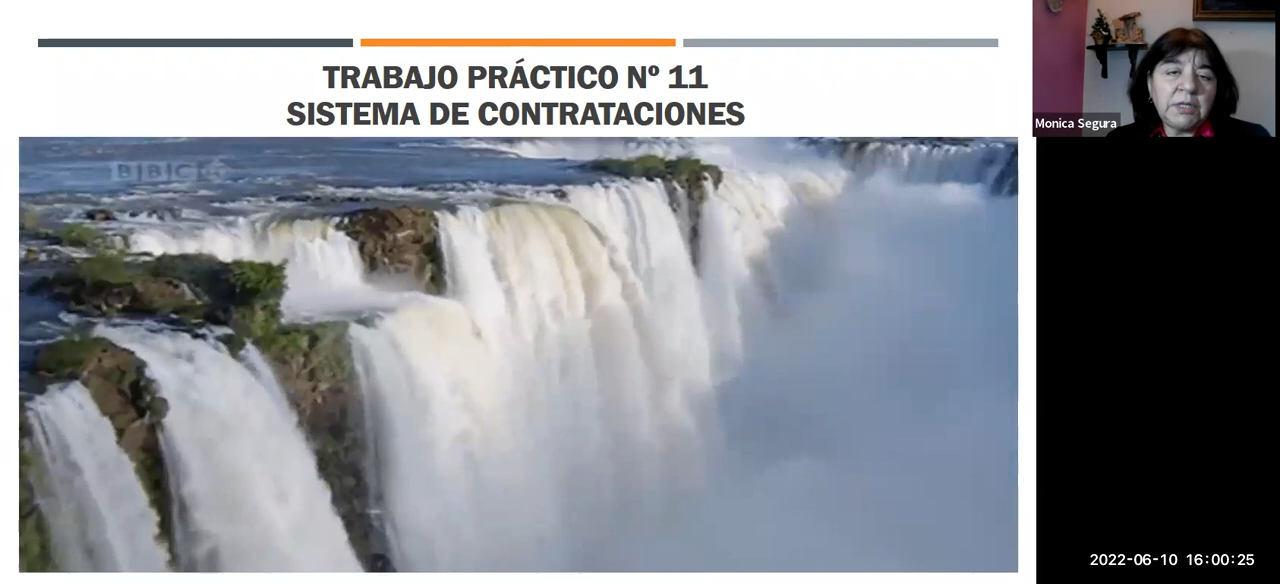 TRABAJO PRÁCTICO Nº 11
SISTEMA DE CONTRATACIONES
Monica Segura
2022-06-10 16:00:25